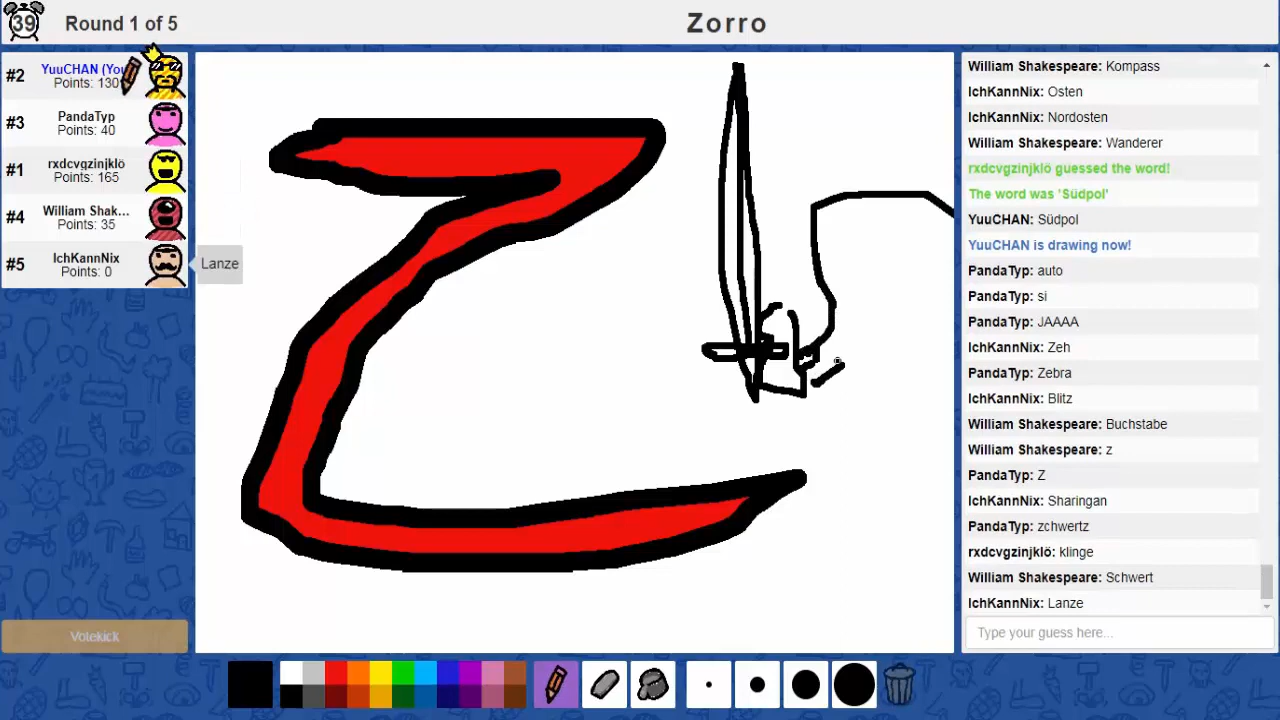 39
Round 1 of 5
Zorro
#2
YuuCHAN (You
Points: 130
#3
PandaTyp
Points: 40
#1
rxdcvgzinjklö
Points: 165
#4
William Shak...
Points: 35
#5
IchKannNix
Points: 0
Lanze
Votekick
Z
William Shakespeare: Kompass
IchKannNix: Osten
IchKannNix: Nordosten
William Shakespeare: Wanderer
rxdcvgzinjklö guessed the word!
The word was 'Südpol'
YuuCHAN: Südpol
YuuCHAN is drawing now!
PandaTyp: auto
PandaTyp: si
PandaTyp: JAAAA
IchKannNix: Zeh
PandaTyp: Zebra
IchKannNix: Blitz
William Shakespeare: Buchstabe
William Shakespeare: z
PandaTyp: Z
IchKannNix: Sharingan
PandaTyp: zchwertz
rxdcvgzinjklö: klinge
William Shakespeare: Schwert
IchKannNix: Lanze
Type your guess here...